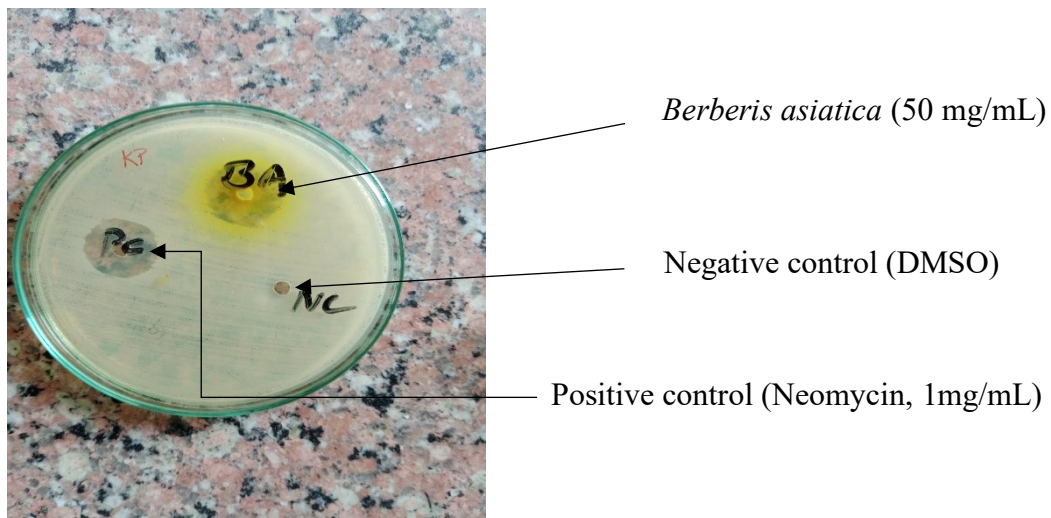 KP
BA
Berberis asiatica (50 mg/mL)
PC
Negative control (DMSO)
NC
Positive control (Neomycin, 1mg/mL)